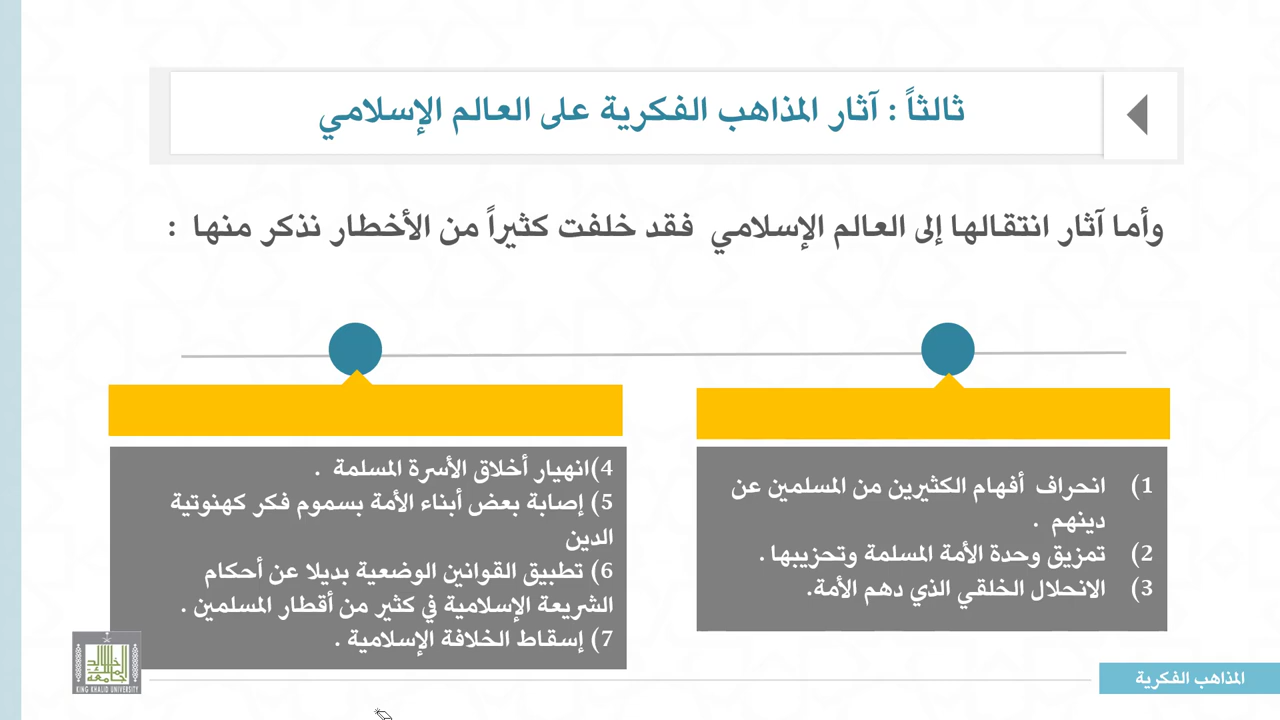 ثالثاً : آثار المذاهب الفكرية على العالم الإسلامي
وأما آثار انتقالها إلى العالم الإسلامي فقد خلفت كثيراً من الأخطار نذكر منها :
1) انحراف أفهام الكثيرين من المسلمين عن
دينهم .
2) تمزيق وحدة الأمة المسلمة وتحزيبها .
3) الانحلال الخلقي الذي دهم الأمة.
4)انهيار أخلاق الأسرة المسلمة .
5) إصابة بعض أبناء الأمة بسموم فكر كهنوتية
الدين
6) تطبيق القوانين الوضعية بديلا عن أحكام
الشريعة الإسلامية في كثير من أقطار المسلمين .
7) إسقاط الخلافة الإسلامية .
المذاهب الفكرية
جامعة الملك خالد
KING KHALID UNIVERSITY